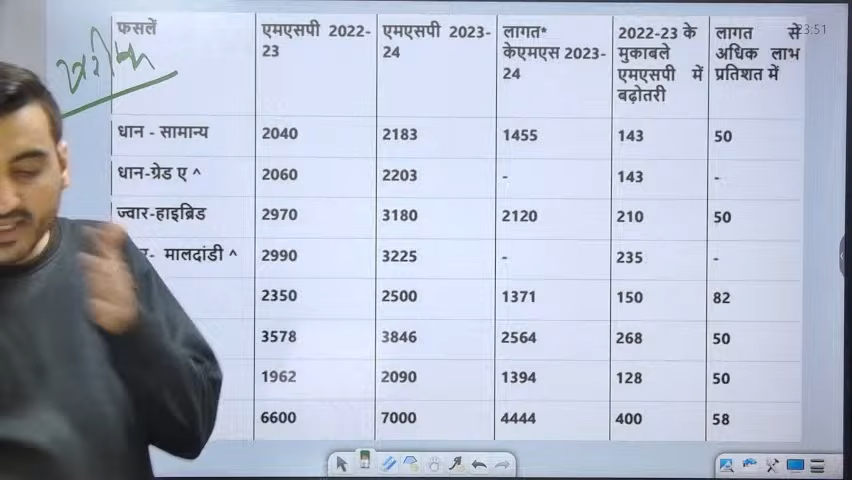 फसलें एमएसपी 2022-23 एमएसपी 2023-24 लागत* केएमएस 2023-24 2022-23 के मुकाबले एमएसपी में बढ़ोतरी लागत से अधिक लाभ प्रतिशत में
23:51
खरीफ
धान - सामान्य 2040 2183 1455 143 50
धान-ग्रेड ए ^ 2060 2203 - 143 -
ज्वार-हाइब्रिड 2970 3180 2120 210 50
- मालदांडी ^ 2990 3225 - 235 -
2350 2500 1371 150 82
3578 3846 2564 268 50
1962 2090 1394 128 50
6600 7000 4444 400 58